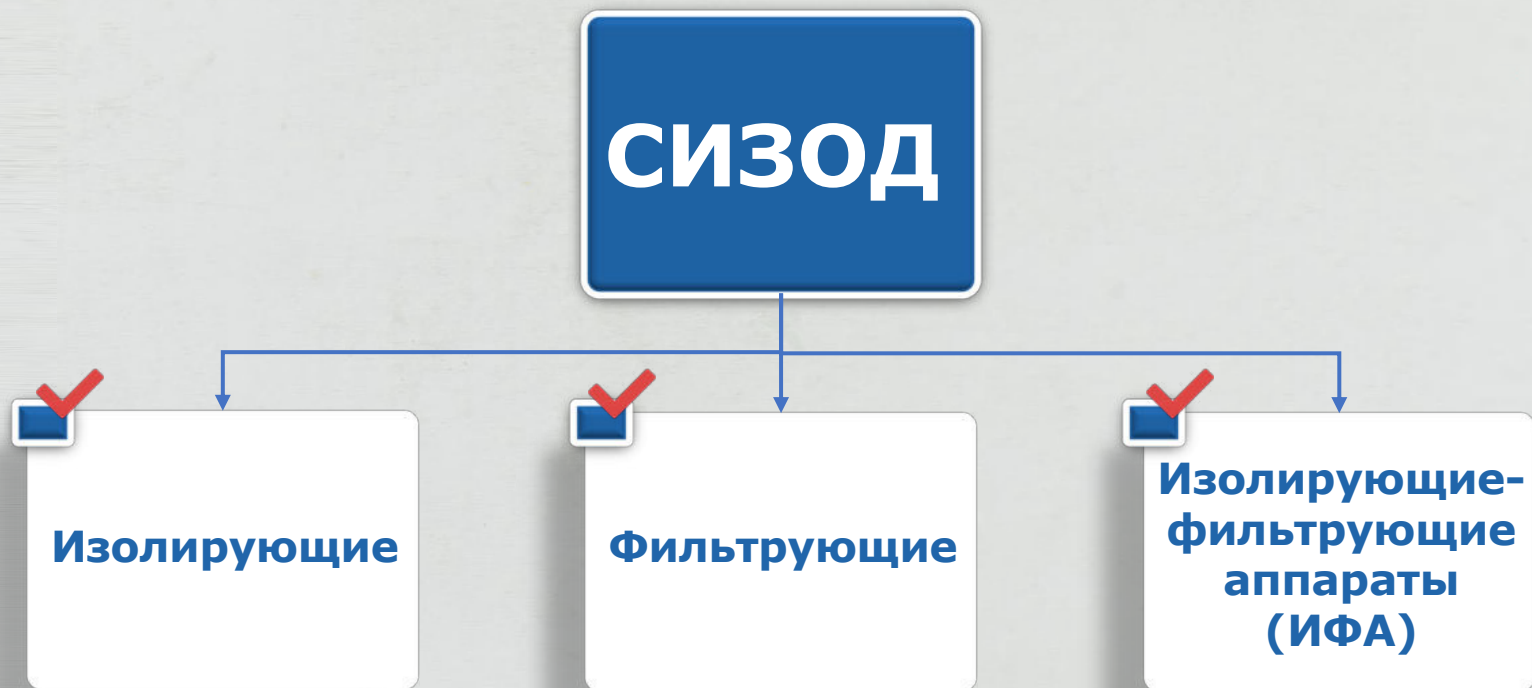 СИЗОД
Изолирующие
Фильтрующие
Изолирующие-
фильтрующие
аппараты
(ИФА)